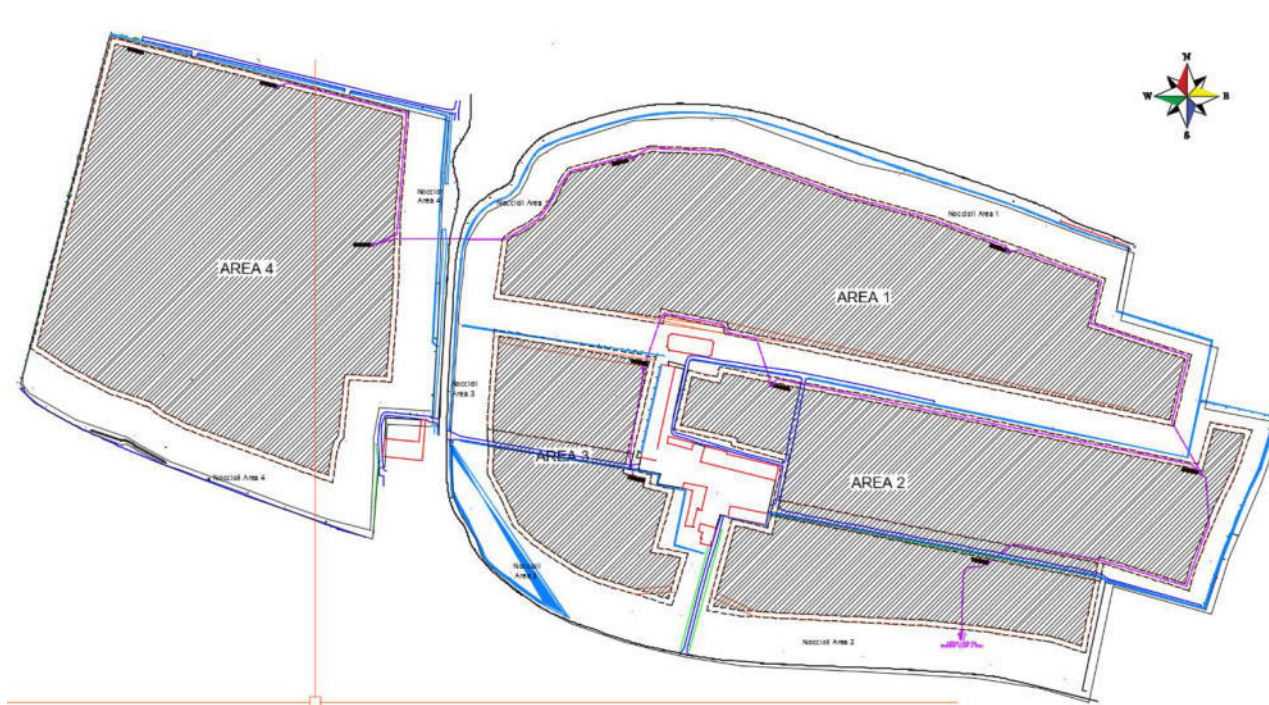 N
W E
S
Noccioli
Area 4
Noccioli Area
Noccioli Area 1
AREA 4
AREA 1
Noccioli
Area 3
AREA 3
AREA 2
Noccioli Area 4
Noccioli
Area
Noccioli Area 2